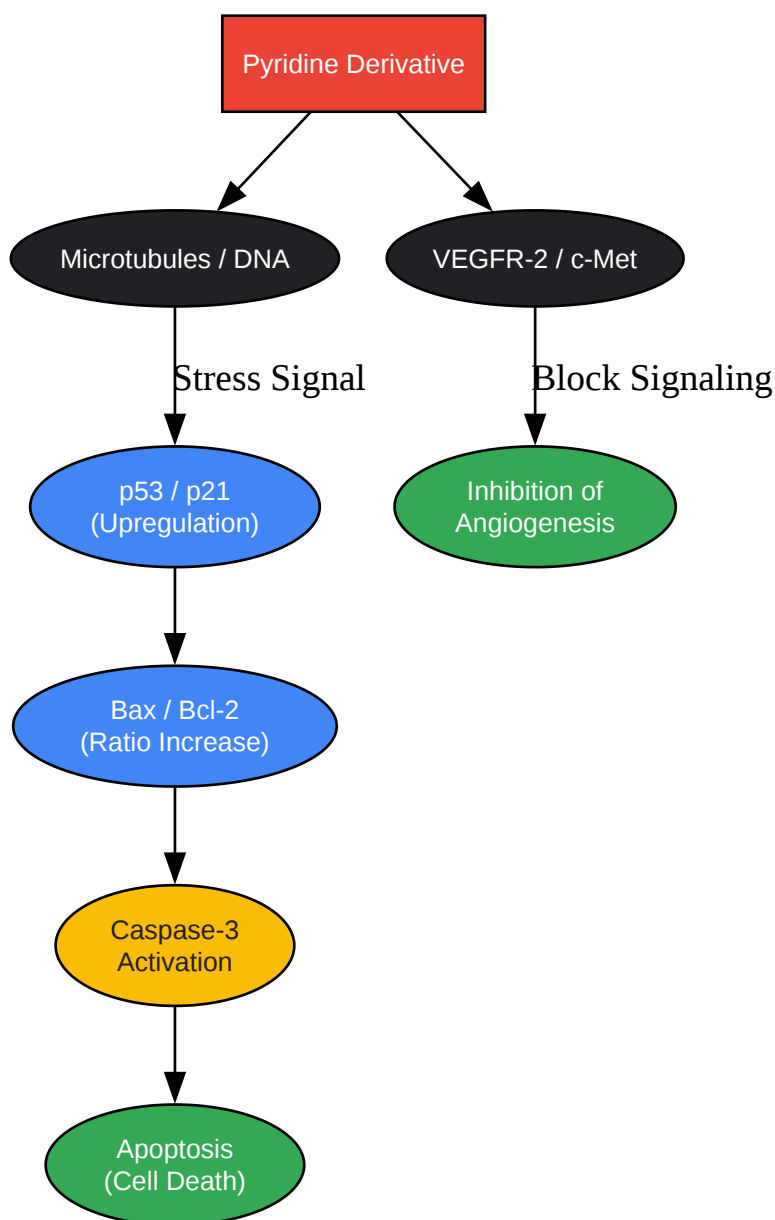 Pyridine Derivative
Microtubules / DNA
VEGFR-2 / c-Met
Stress Signal
Block Signaling
p53 / p21
(Upregulation)
Inhibition of
Angiogenesis
Bax / Bcl-2
(Ratio Increase)
Caspase-3
Activation
Apoptosis
(Cell Death)